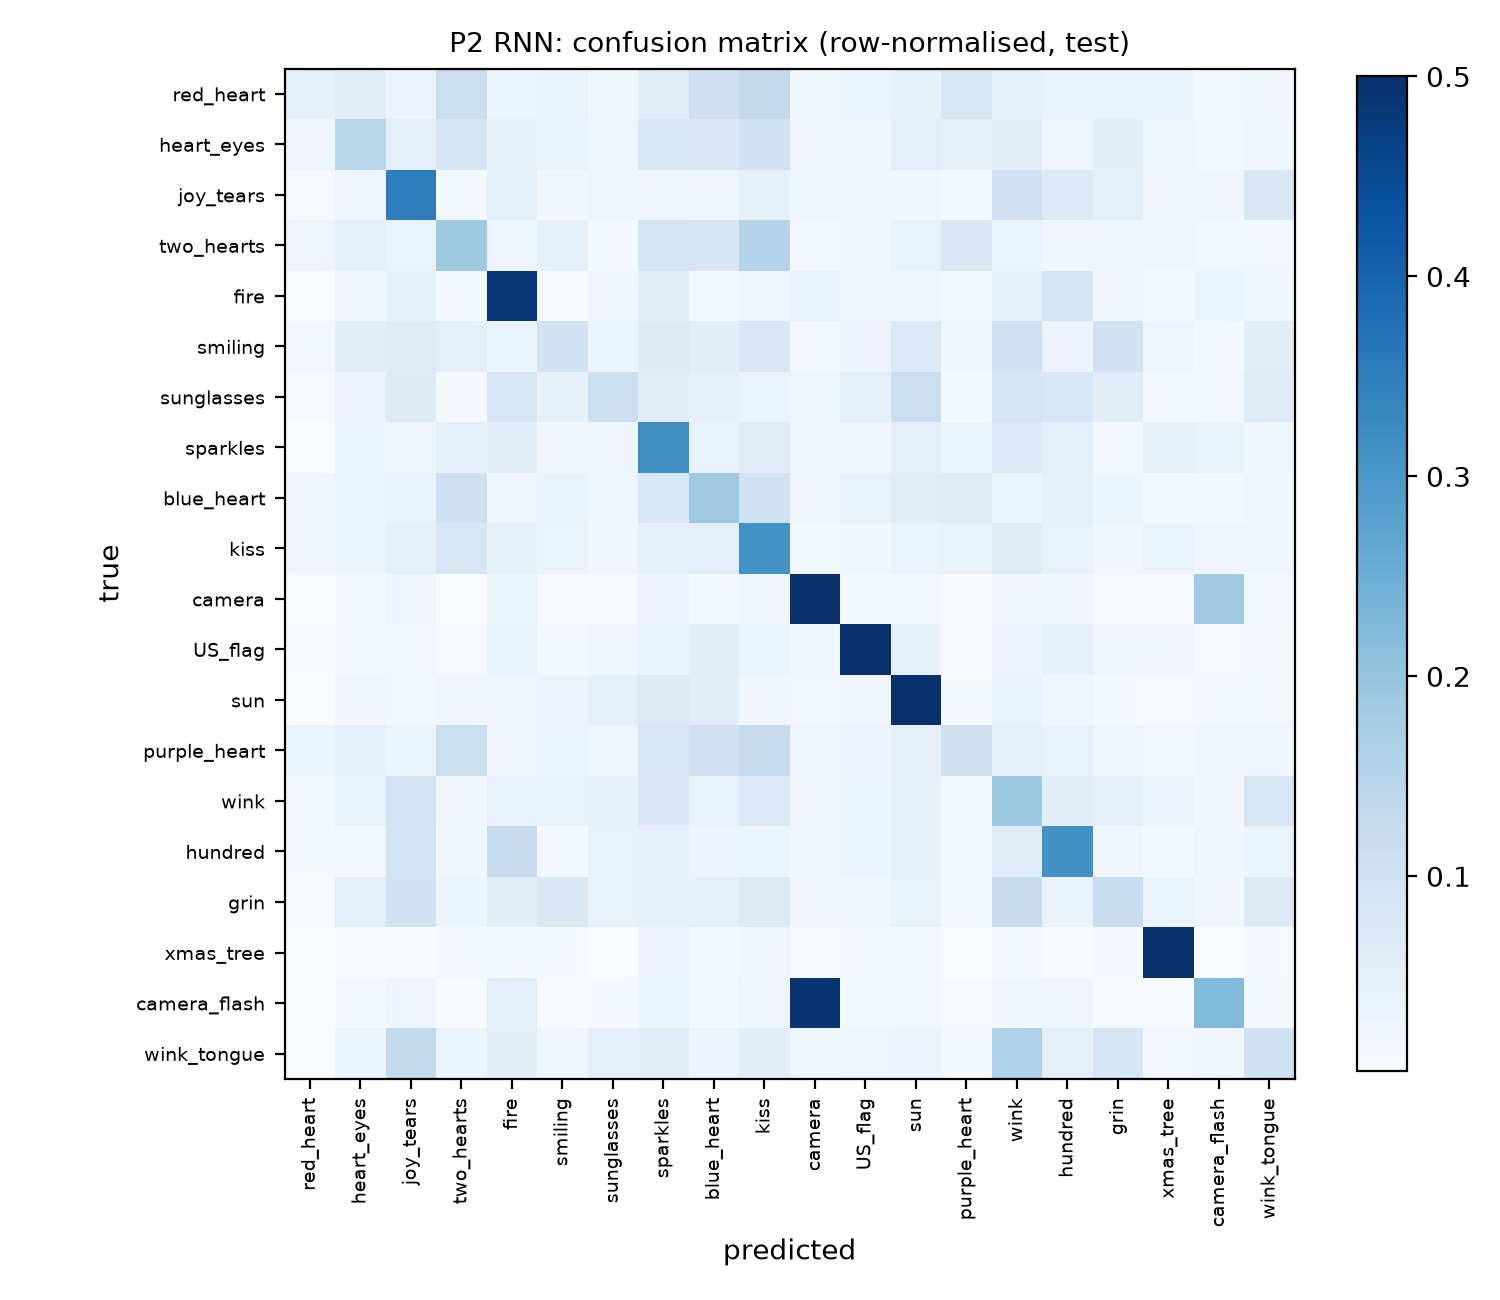 P2 RNN: confusion matrix (row-normalised, test)
true
red_heart
heart_eyes
joy_tears
two_hearts
fire
smiling
sunglasses
sparkles
blue_heart
kiss
camera
US_flag
sun
purple_heart
wink
hundred
grin
xmas_tree
camera_flash
wink_tongue
red_heart
heart_eyes
joy_tears
two_hearts
fire
smiling
sunglasses
sparkles
blue_heart
kiss
camera
US_flag
sun
purple_heart
wink
hundred
grin
xmas_tree
camera_flash
wink_tongue
predicted
0.5
0.4
0.3
0.2
0.1